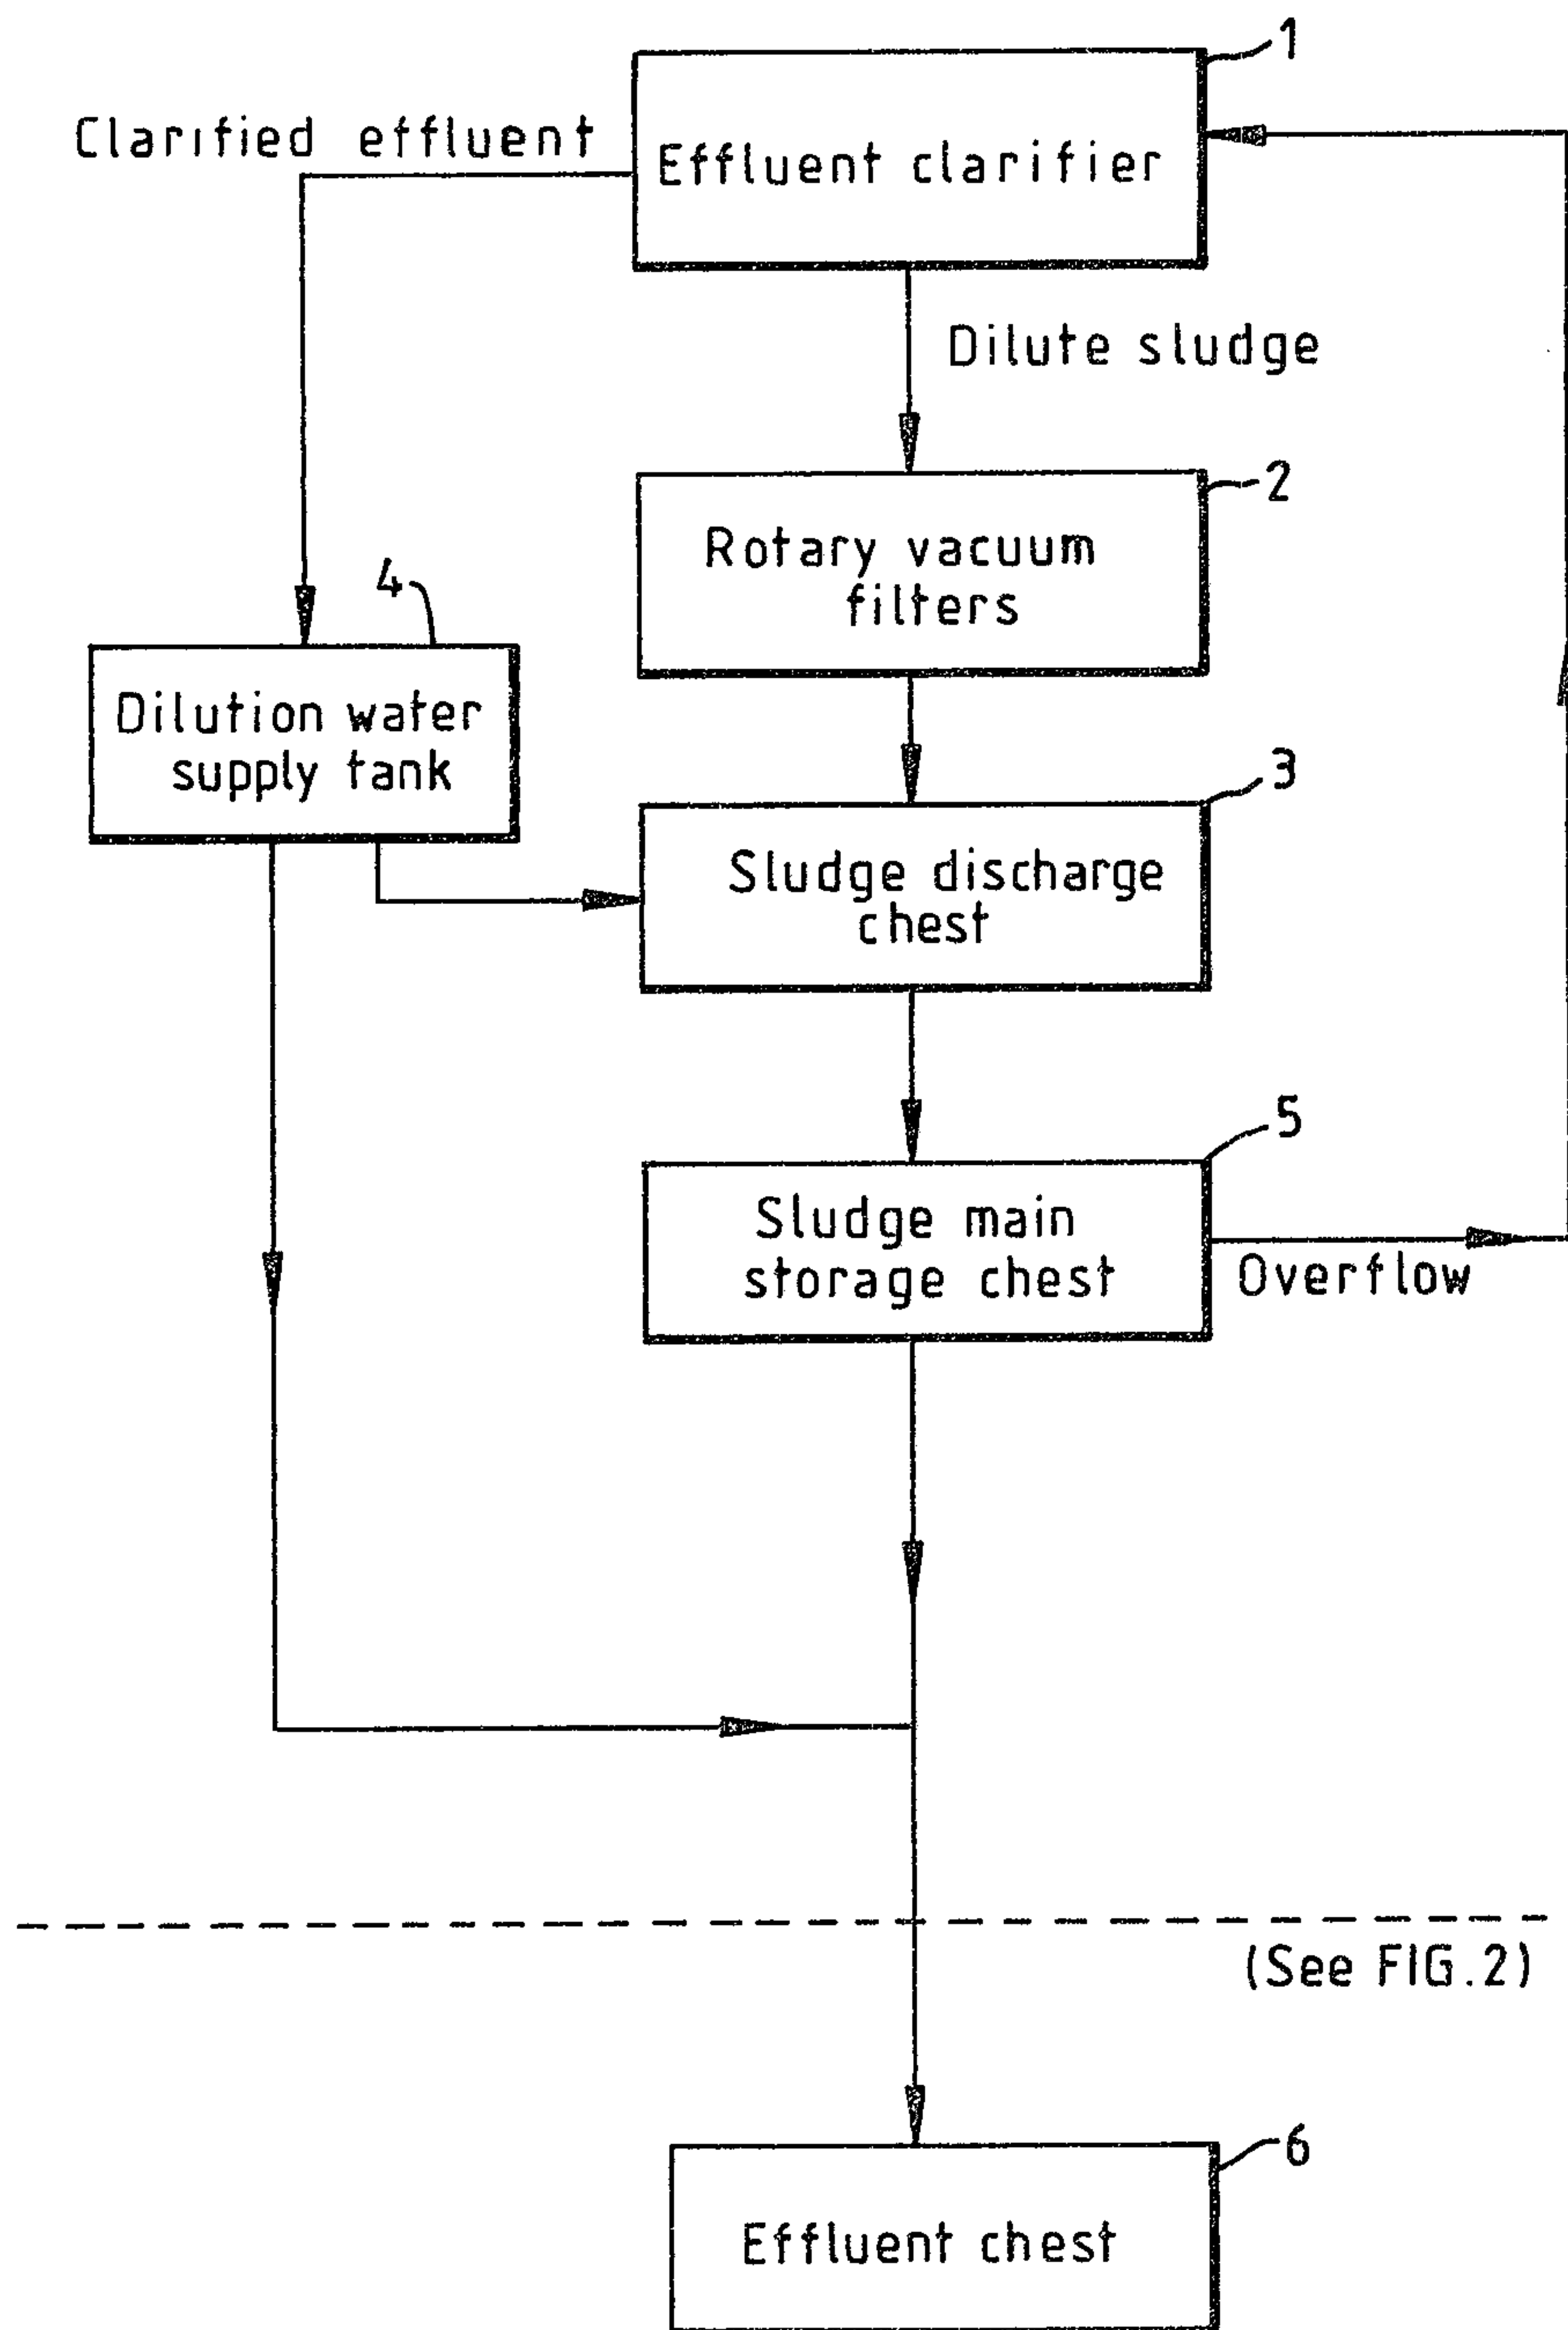 1
Clarified effluent
Effluent clarifier
Dilute sludge
2
Rotary vacuum
filters
4
Dilution water
supply tank
3
Sludge discharge
chest
5
Sludge main
storage chest
Overflow
(See FIG.2)
6
Effluent chest